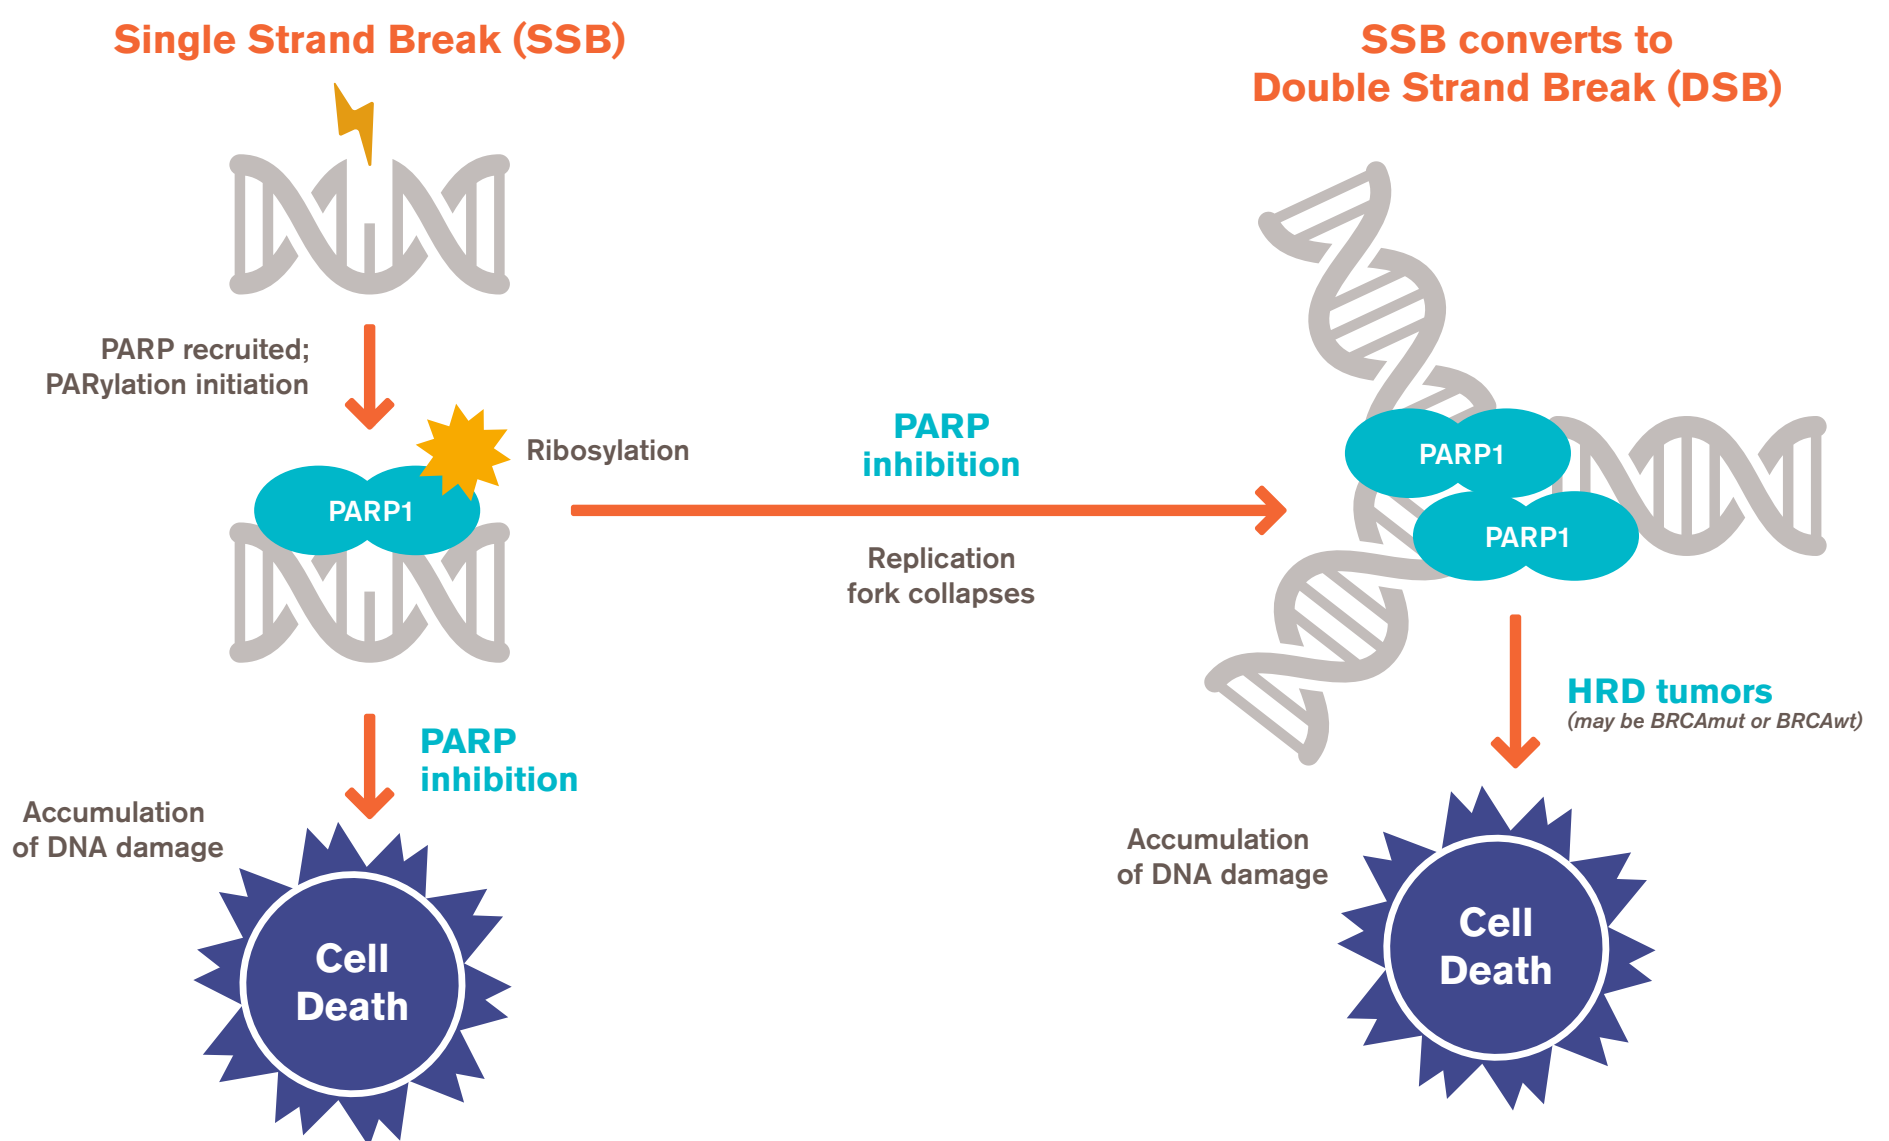 Single Strand Break (SSB)
SSB converts to
Double Strand Break (DSB)
PARP recruited;
PARylation initiation
Ribosylation
PARP1
PARP
inhibition
Replication
fork collapses
PARP1
PARP1
PARP
inhibition
Accumulation
of DNA damage
Cell
Death
HRD tumors
(may be BRCAmut or BRCAwt)
Accumulation
of DNA damage
Cell
Death